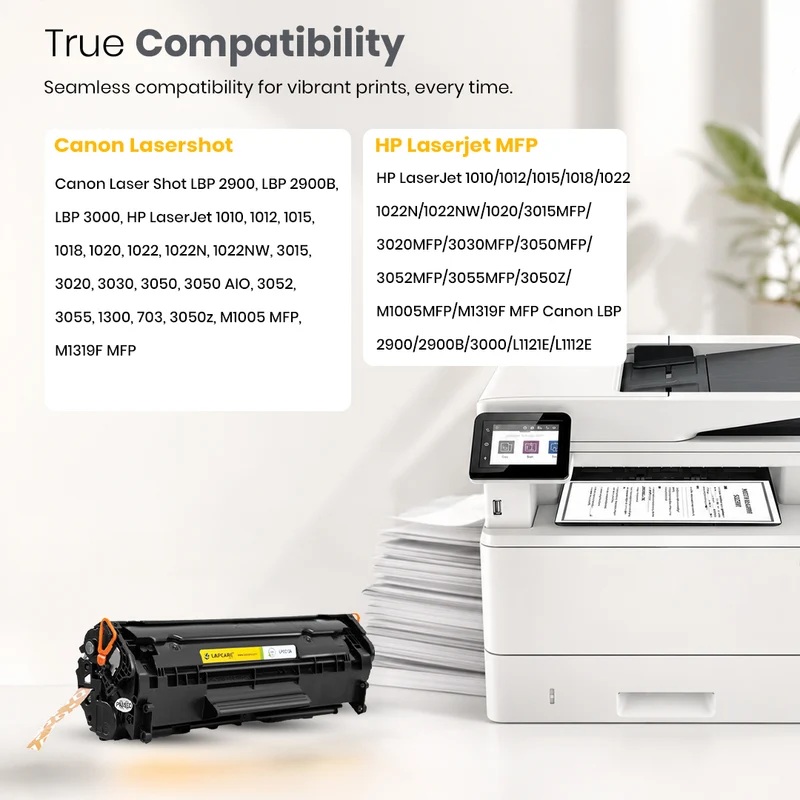 True Compatibility
Seamless compatibility for vibrant prints, every time.
Canon Lasershot
Canon Laser Shot LBP 2900, LBP 2900B,
LBP 3000, HP LaserJet 1010, 1012, 1015,
1018, 1020, 1022, 1022N, 1022NW, 3015,
3020, 3030, 3050, 3050 AIO, 3052,
3055, 1300, 703, 3050z, M1005 MFP,
M1319F MFP
HP Laserjet MFP
HP LaserJet 1010/1012/1015/1018/1022
1022N/1022NW/1020/3015MFP/
3020MFP/3030MFP/3050MFP/
3052MFP/3055MFP/3050Z/
M1005MFP/M1319F MFP Canon LBP
2900/2900B/3000/L1121E/L1112E
LAPCARE